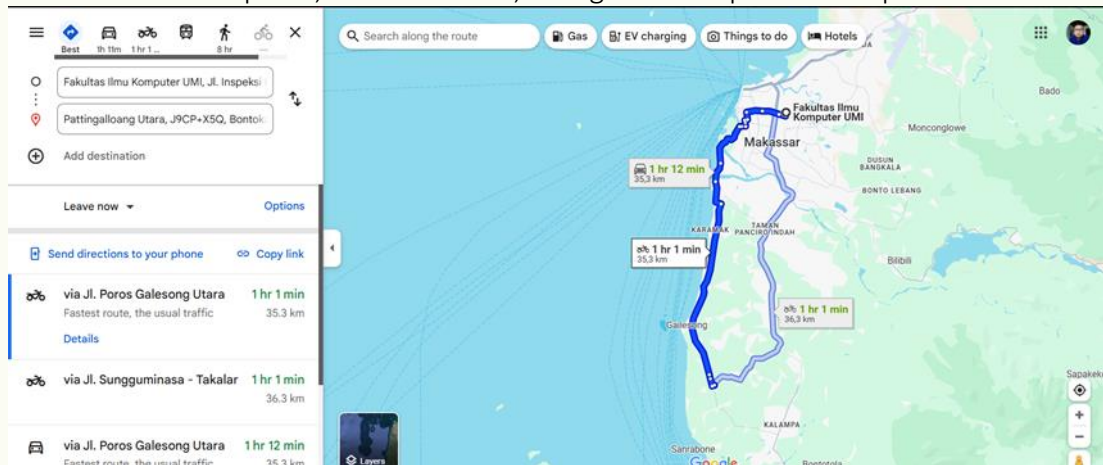 Best 1h 11m 1 hr 1 ... 8 hr
Fakultas Ilmu Komputer UMI, Jl. Inspeksi
Pattingalloang Utara, J9CP+X5Q, Bontok
Add destination
Leave now
Options
Send directions to your phone
Copy link
via Jl. Poros Galesong Utara 1 hr 1 min
Fastest route, the usual traffic 35.3 km
Details
via Jl. Sungguminasa - Takalar 1 hr 1 min
36.3 km
via Jl. Poros Galesong Utara 1 hr 12 min
Fastest route, the usual traffic 35.3 km
Search along the route
Gas
EV charging
Things to do
Hotels
Bado
Fakultas Ilmu
Komputer UMI
Monconglowe
Makassar
DUSUN
BANGKALA
1 hr 12 min
35,3 km
BONTO LEBANG
KARAMAK
TAMAN
PANCIRO INDAH
1 hr 1 min
35,3 km
Bilibili
1 hr 1 min
36,3 km
Galesong
KALAMPA
Sanrabone
Google
Layers